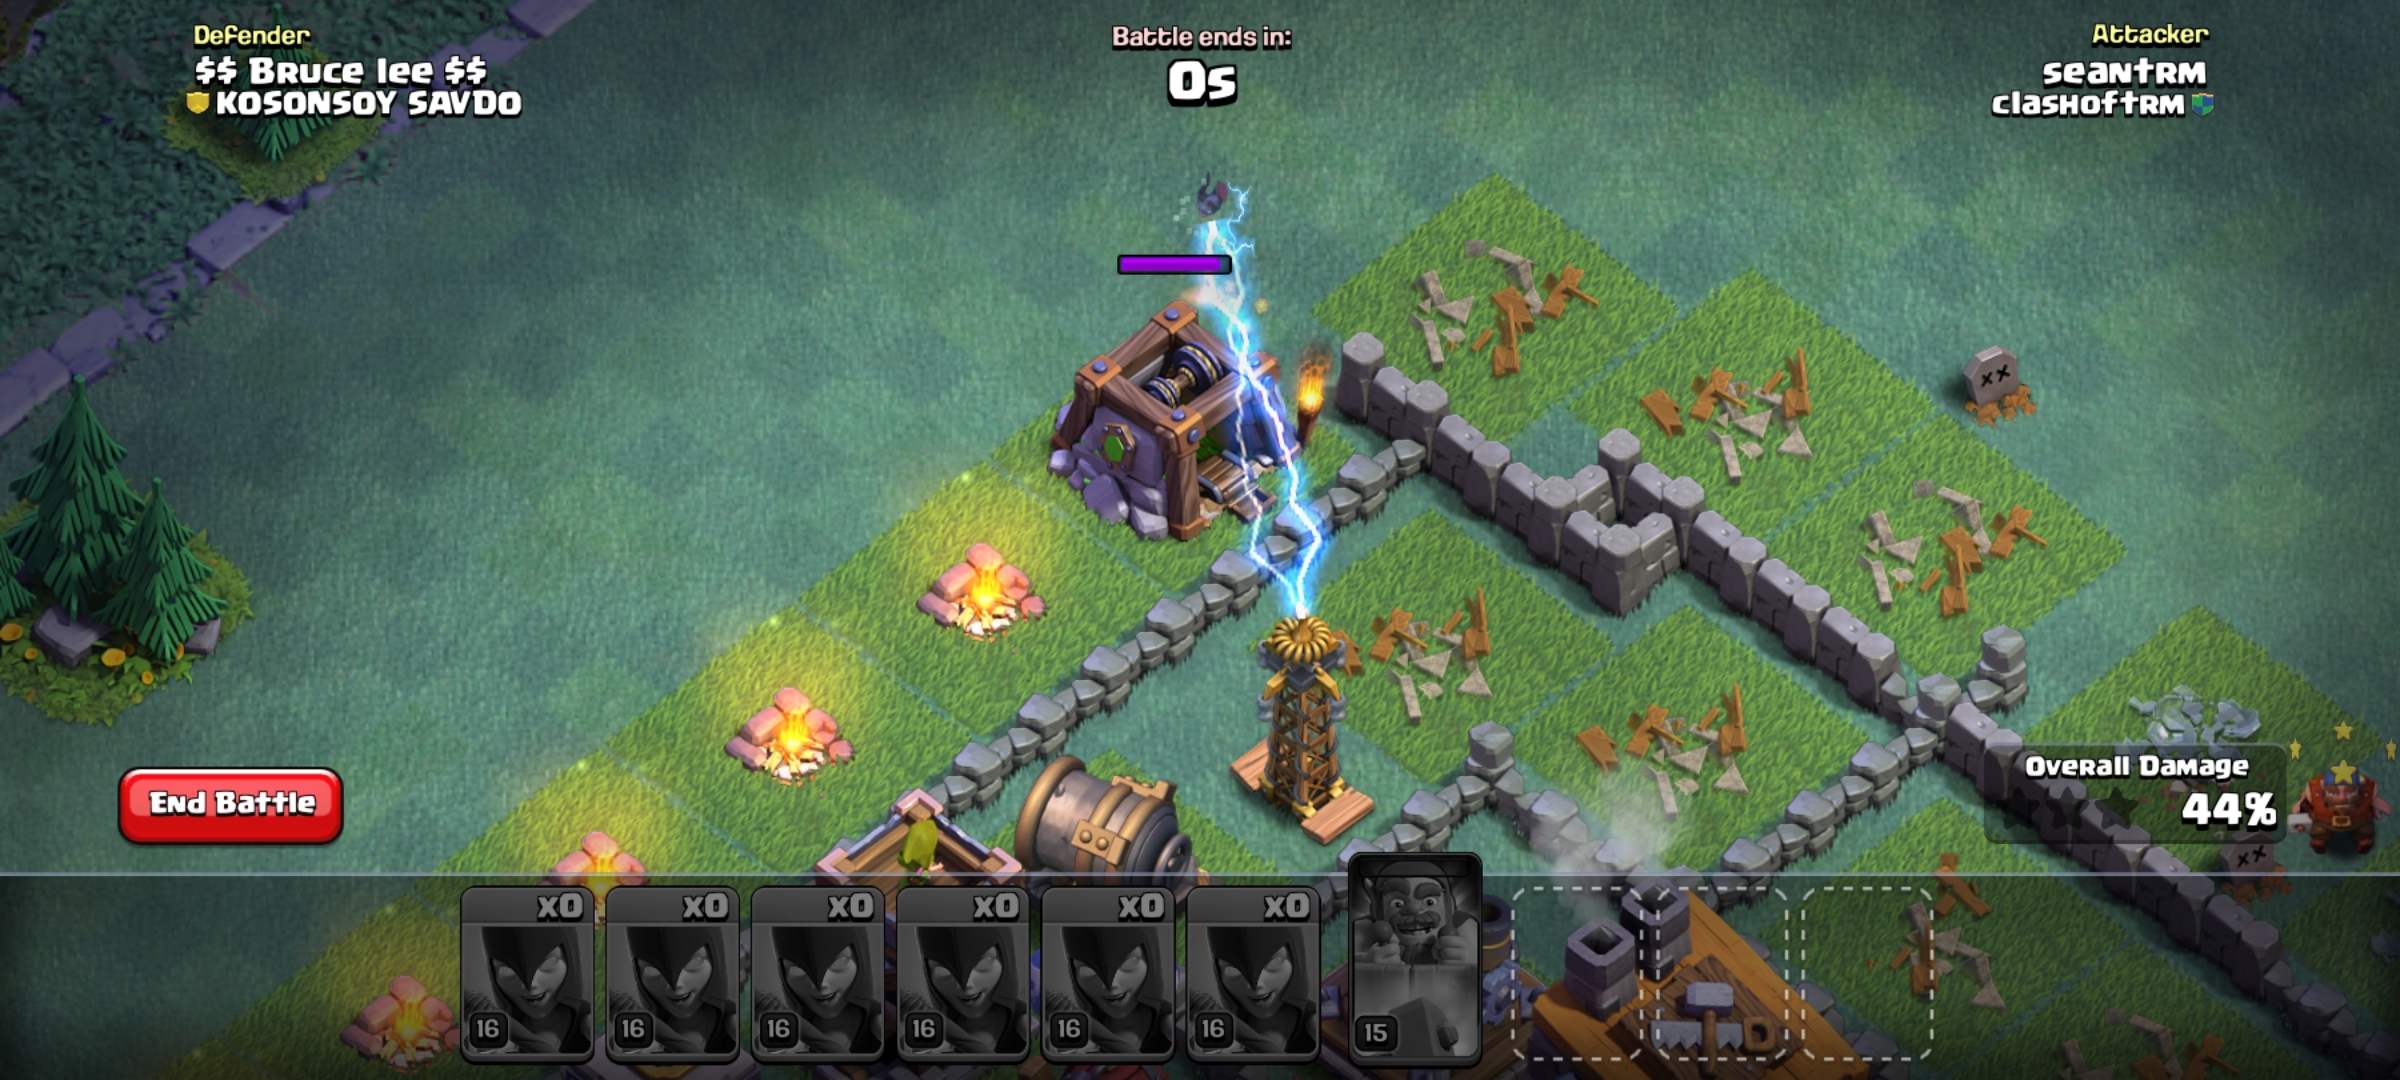 Defender
$$ Bruce lee $$
KOSONSOY SAVDO
Battle ends in:
0s
Attacker
seantRM
clashoftRM
End Battle
Overall Damage
44%
x0
x0
x0
x0
x0
x0
16
16
16
16
16
16
15